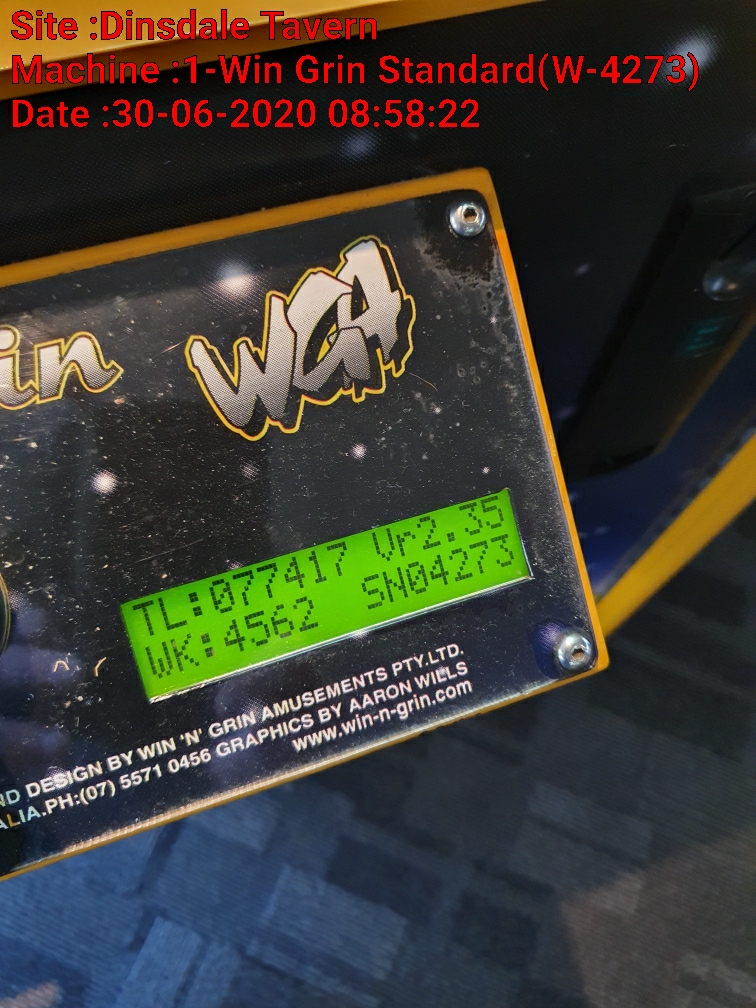 Site :Dinsdale Tavern
Machine :1-Win Grin Standard(W-4273)
Date :30-06-2020 08:58:22
in WGA
TL:077417 Vr2.35
WK:4562 SN04273
ND DESIGN BY WIN 'N' GRIN AMUSEMENTS PTY.LTD.
ALIA.PH:(07) 5571 0456 GRAPHICS BY AARON WILLS
www.win-n-grin.com